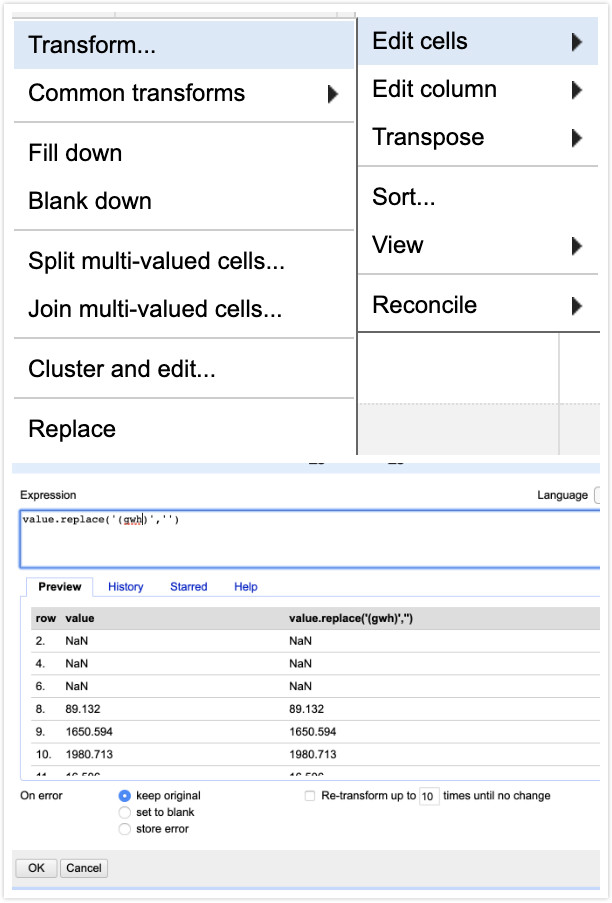 Transform...
Common transforms
Fill down
Blank down
Split multi-valued cells...
Join multi-valued cells...
Cluster and edit...
Replace
Edit cells
Edit column
Transpose
Sort...
View
Reconcile
Expression
Language
value.replace('(gwh)','')
Preview History Starred Help
row value value.replace('(gwh)','')
2. NaN NaN
4. NaN NaN
6. NaN NaN
8. 89.132 89.132
9. 1650.594 1650.594
10. 1980.713 1980.713
On error
keep original
set to blank
store error
Re-transform up to 10 times until no change
OK Cancel